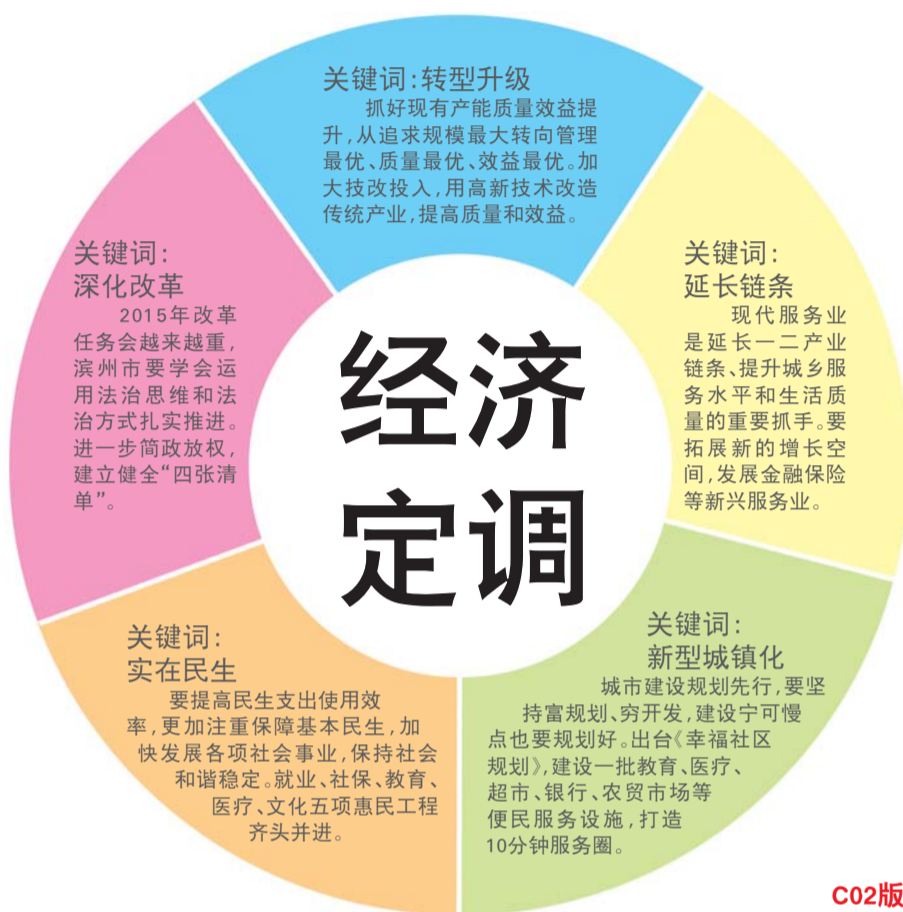 关键词:转型升级
抓好现有产能质量效益提
升,从追求规模最大转向管理
最优、质量最优、效益最优。加
大技改投入,用高新技术改造
传统产业,提高质量和效益。
关键词:
延长链条
现代服务业
是延长一二产业
链条、提升城乡服
务水平和生活质
量的重要抓手。要
拓展新的增长空
间,发展金融保险
等新兴服务业。
关键词:
新型城镇化
城市建设规划先行,要坚
持富规划、穷开发,建设宁可慢
点也要规划好。出台《幸福社区
规划》,建设一批教育、医疗、
超市、银行、农贸市场等
便民服务设施,打造
10分钟服务圈。
关键词:
实在民生
要提高民生支出使用效
率,更加注重保障基本民生,加
快发展各项社会事业,保持社会
和谐稳定。就业、社保、教育、
医疗、文化五项惠民工程
齐头并进。
关键词:
深化改革
2015年改革
任务会越来越重,
滨州市要学会运
用法治思维和法
治方式扎实推进。
进一步简政放权,
建立健全“四张清
单”。
经济
定调
C02版